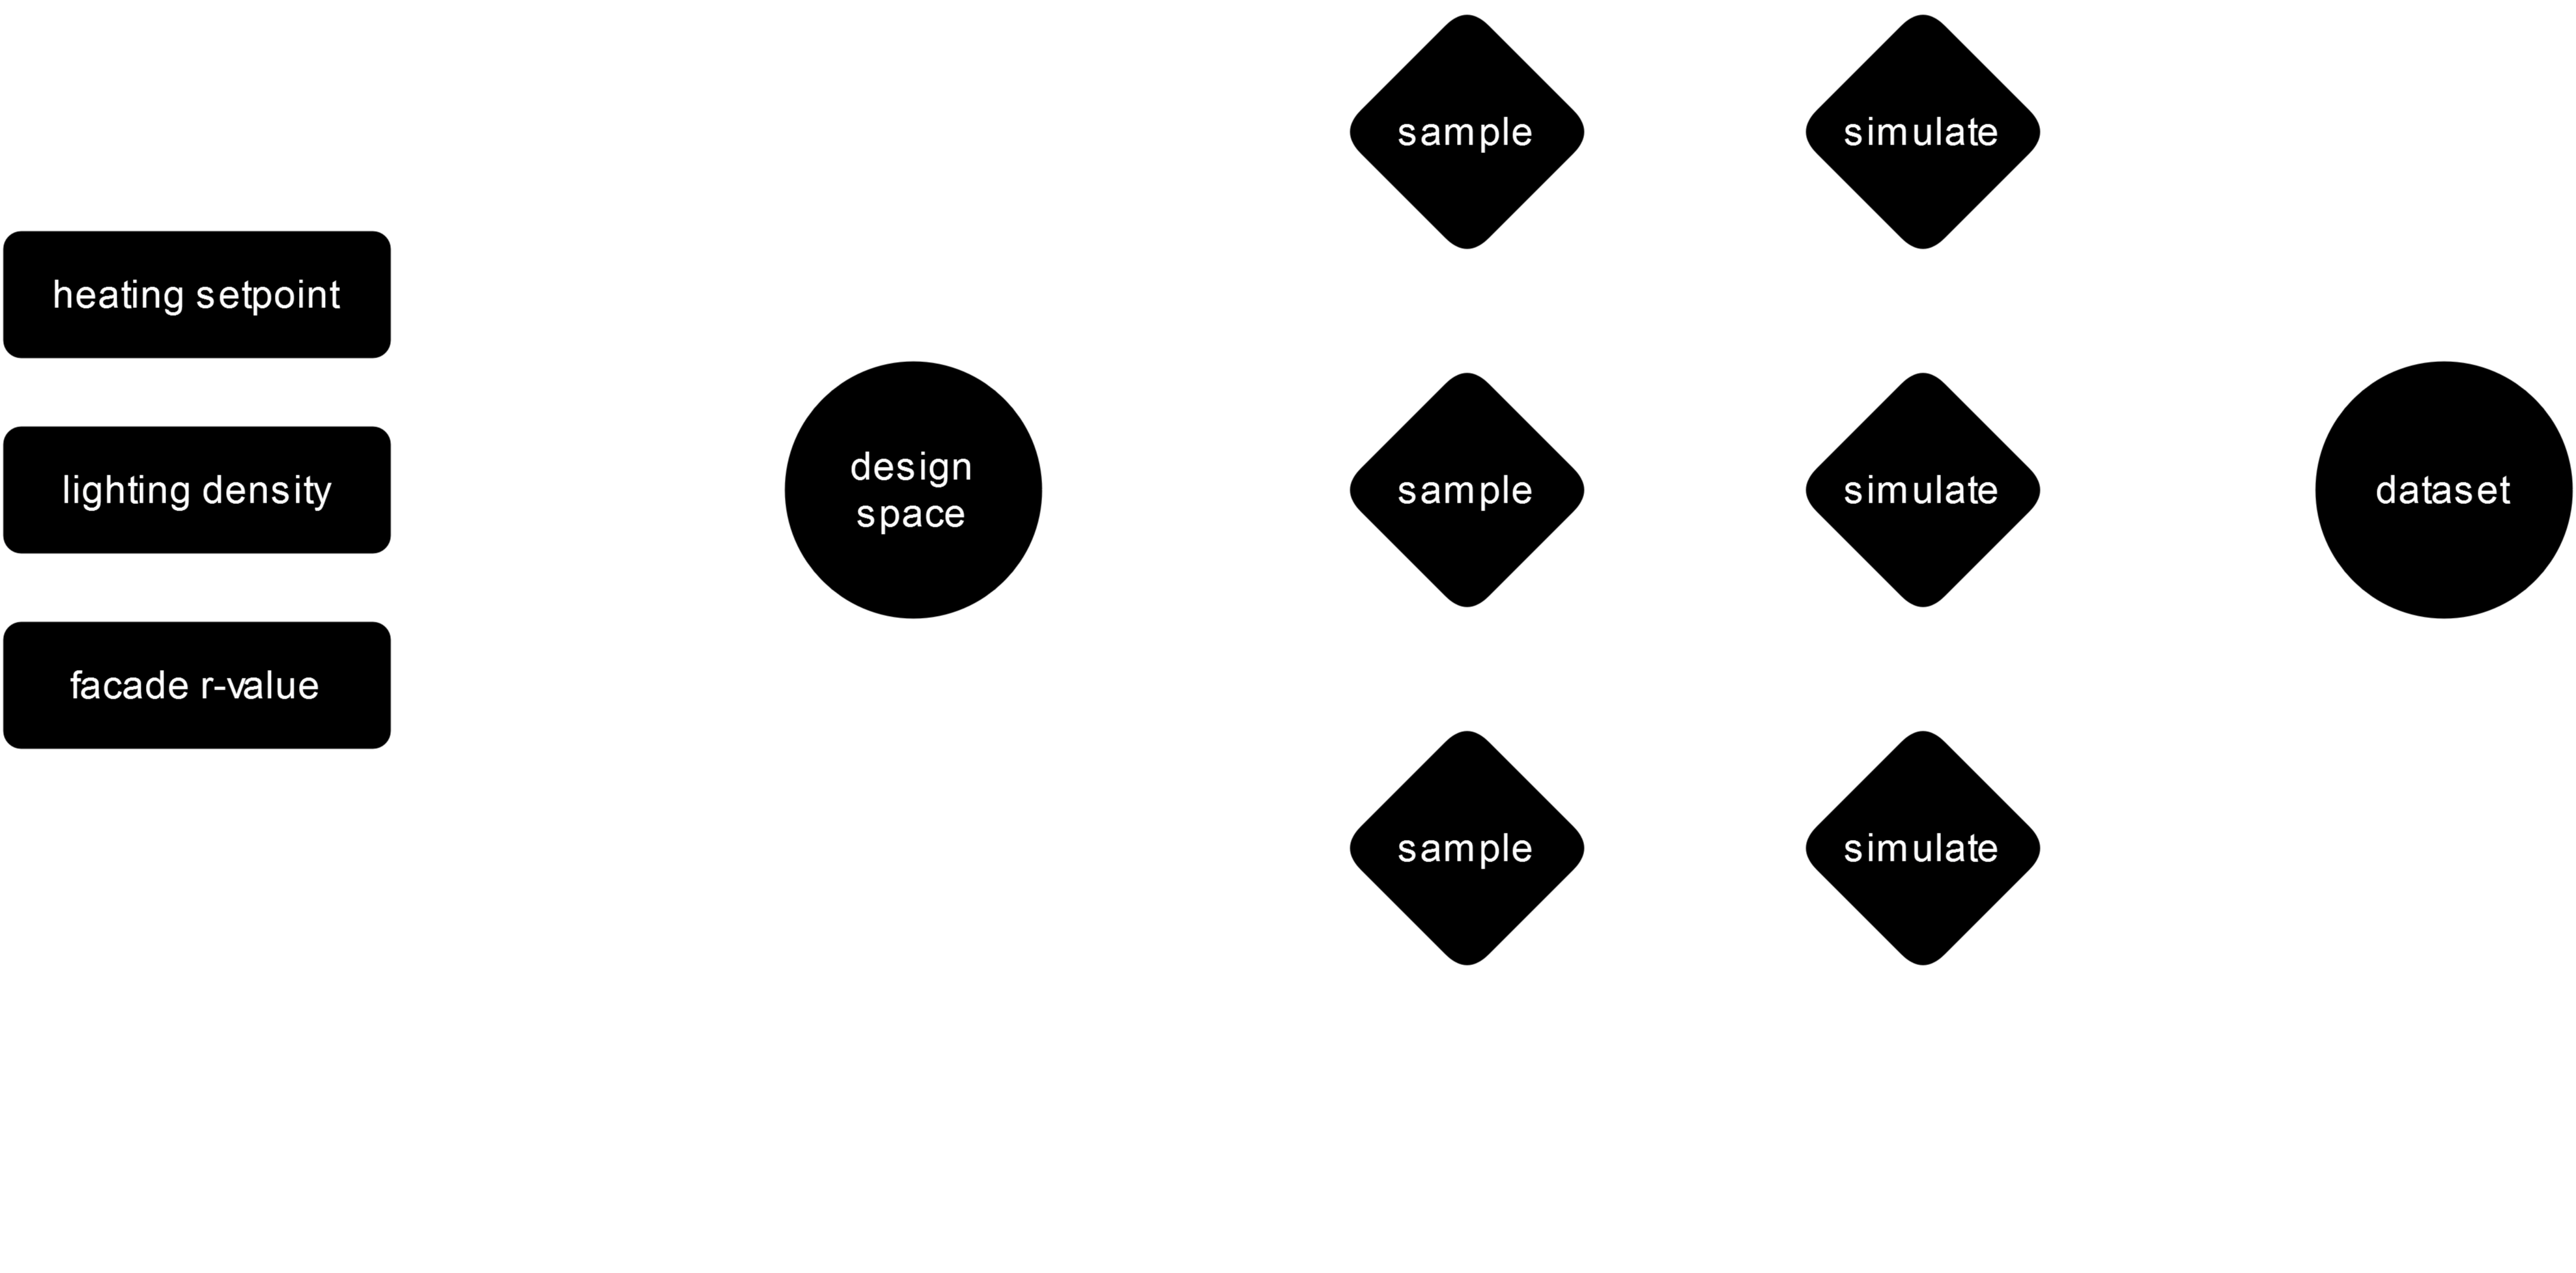 heating setpoint
lighting density
facade r-value
design
space
sample
simulate
sample
simulate
sample
simulate
dataset